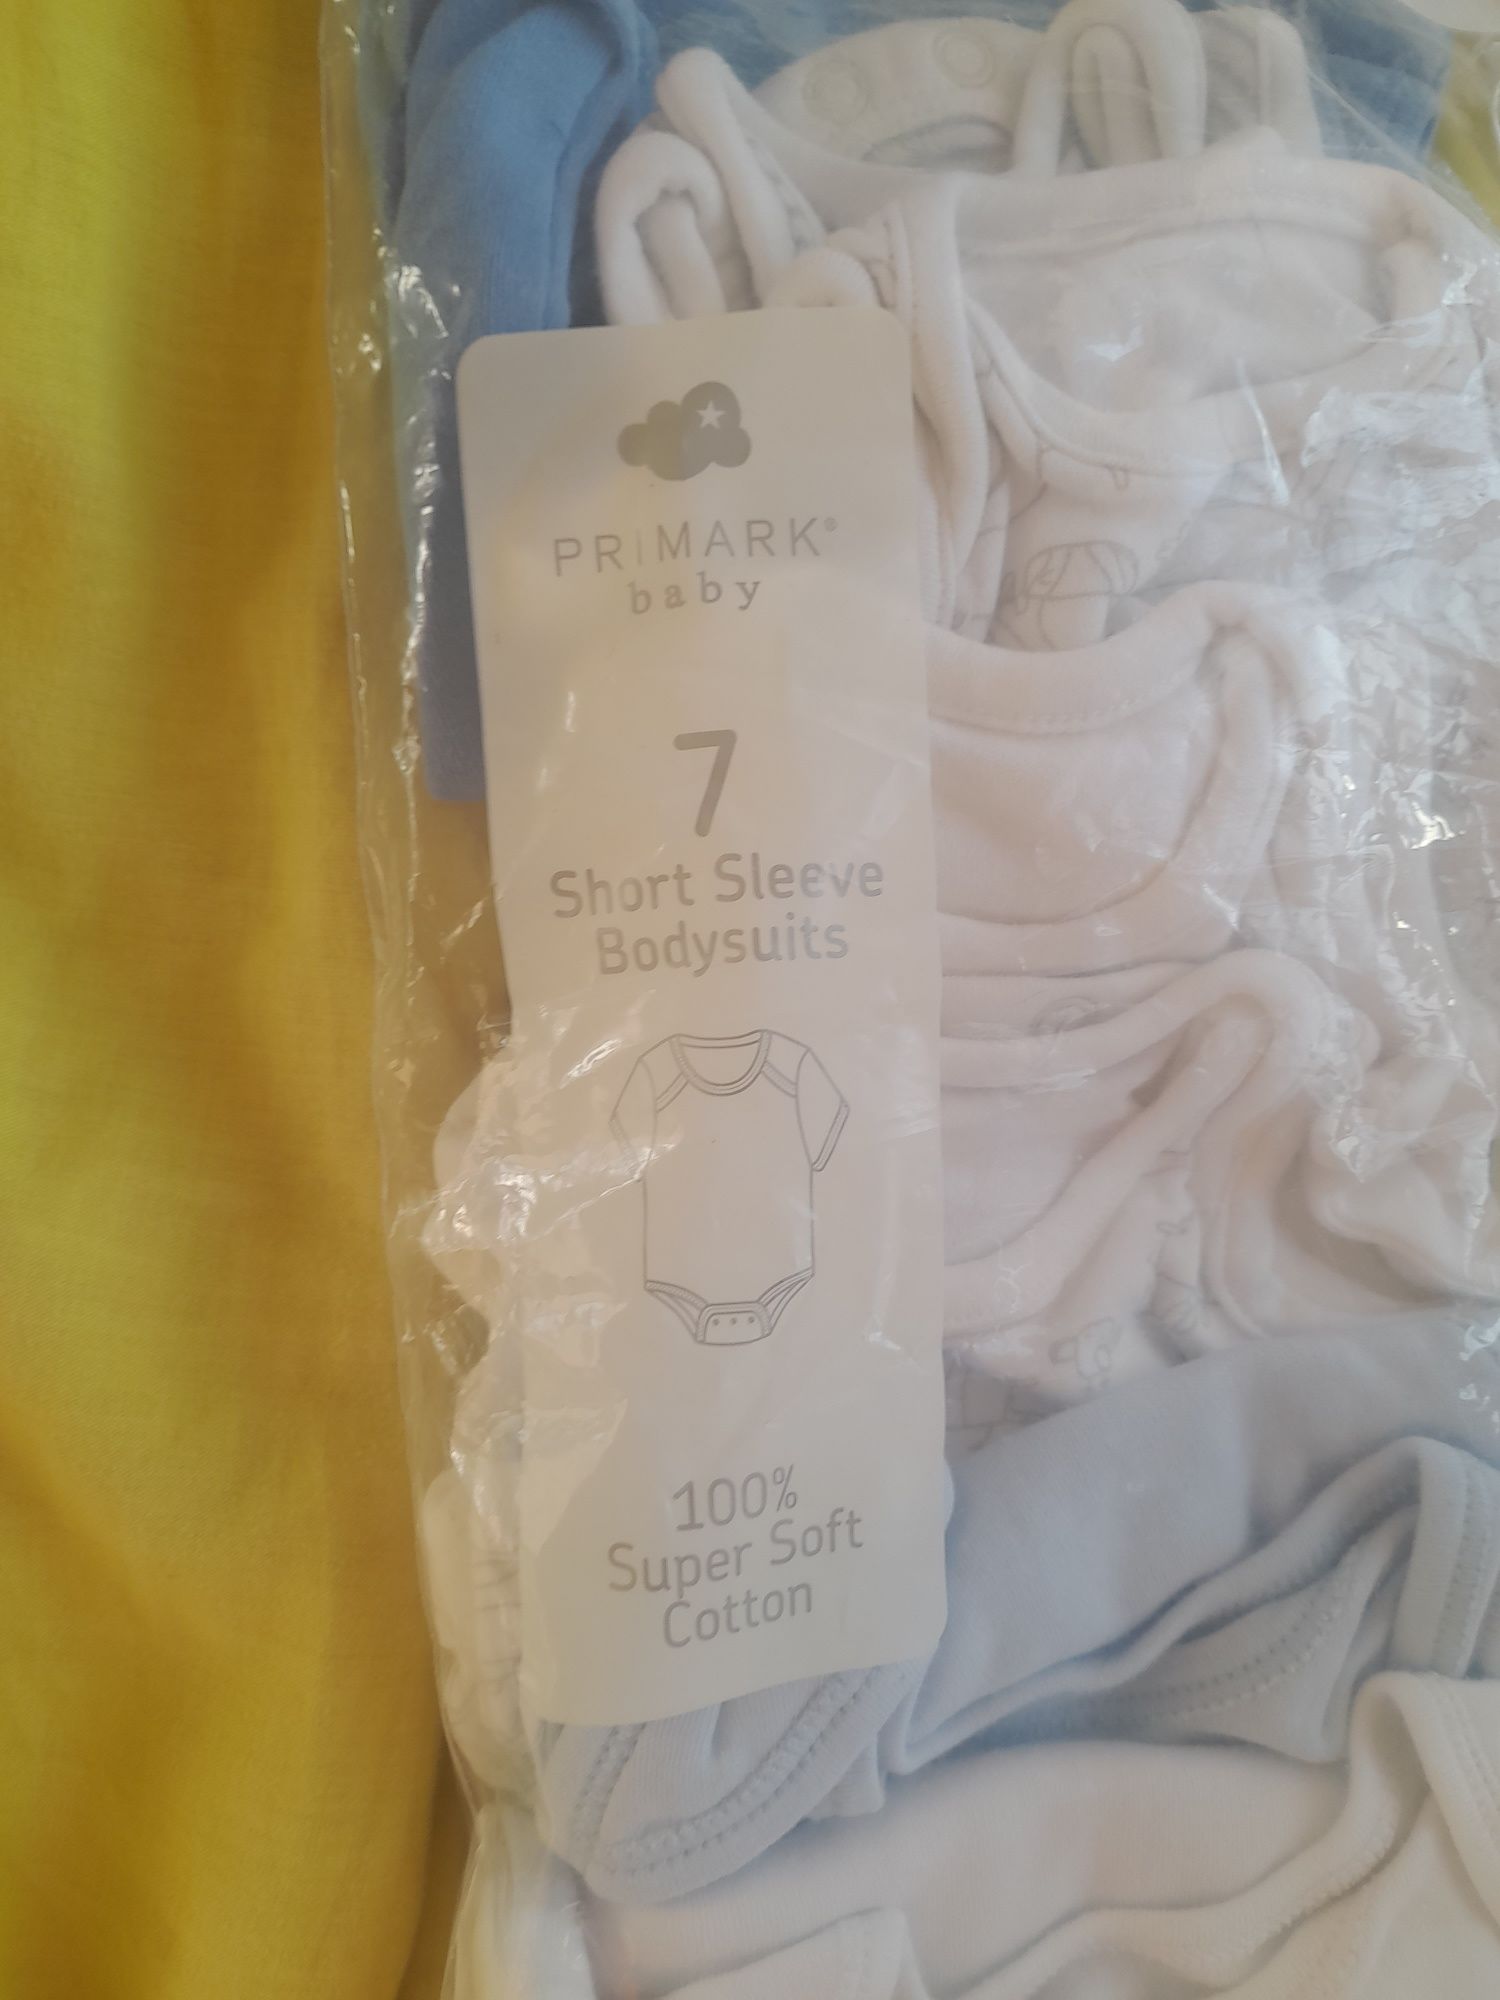 PRIMARK®
baby
7
Short Sleeve
Bodysuits
100%
Super Soft
Cotton